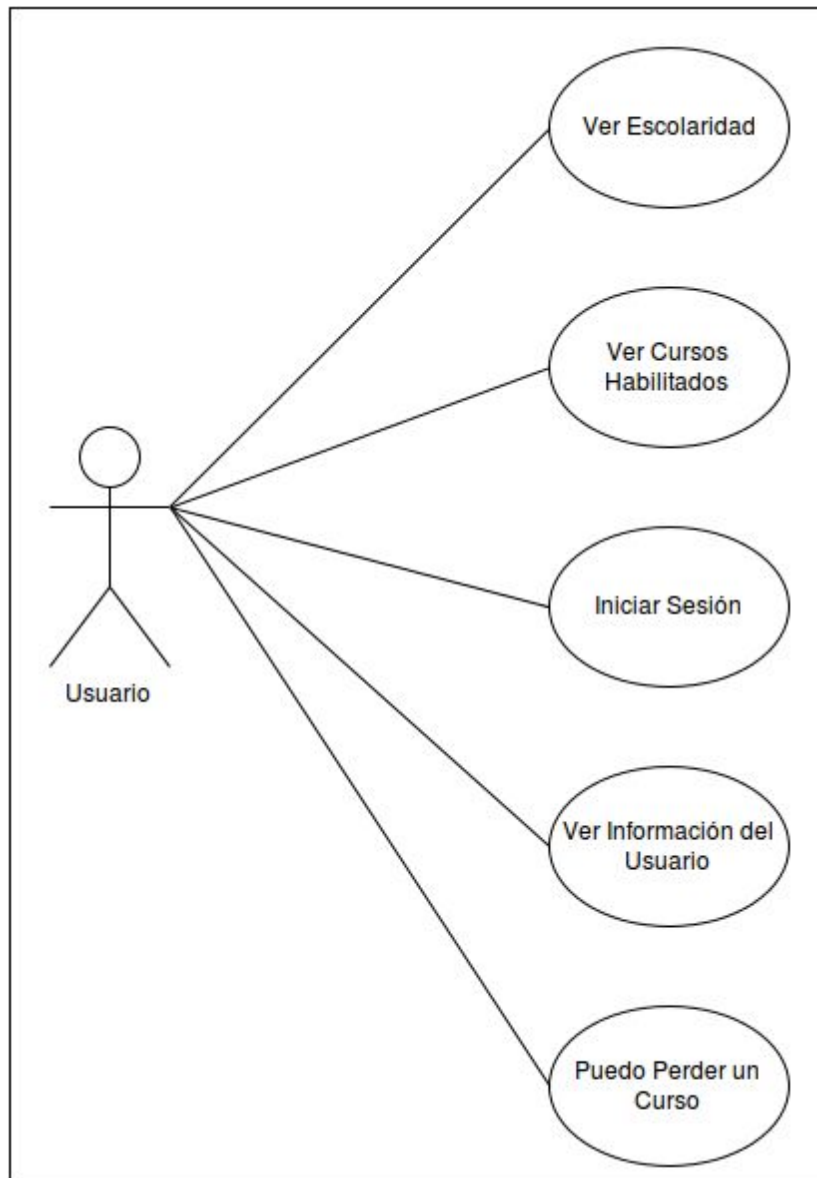 Ver Escolaridad
Ver Cursos
Habilitados
Iniciar Sesión
Usuario
Ver Información del
Usuario
Puedo Perder un
Curso